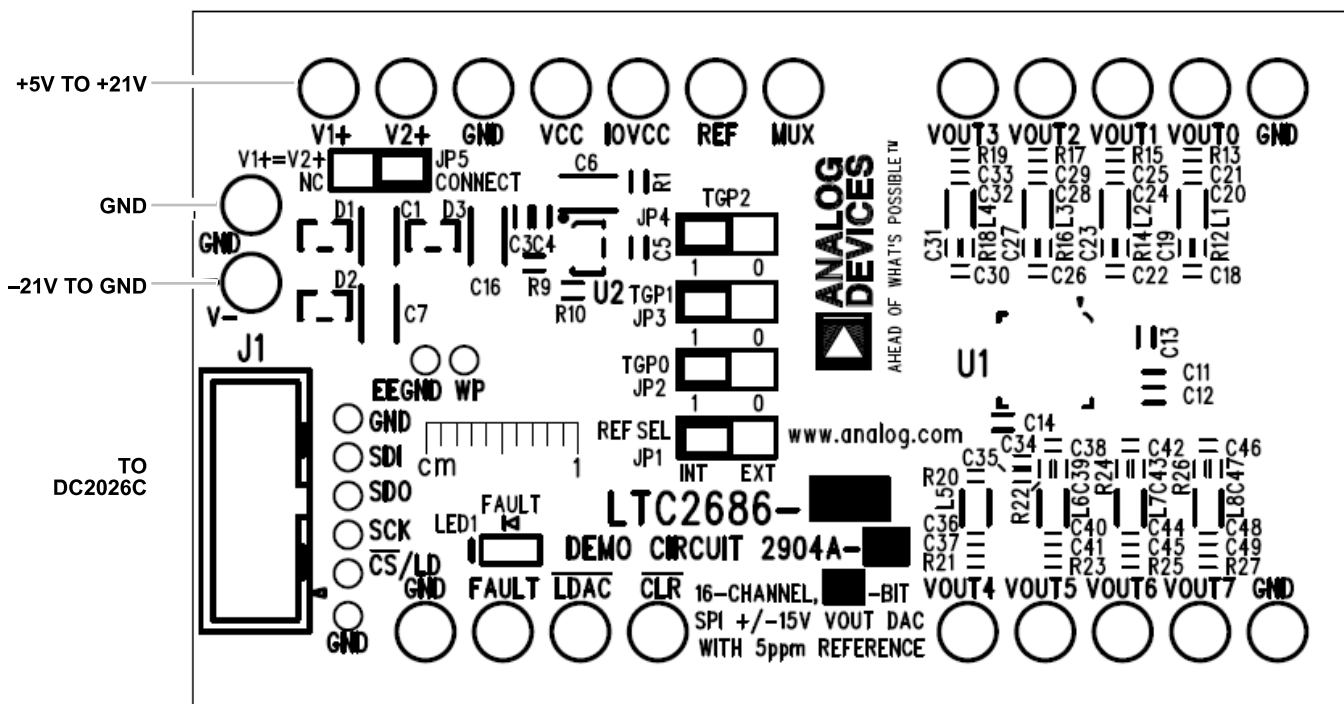 +5V TO +21V
V1+ V2+ GND VCC IOVCC REF MUX
VOUT3 VOUT2 VOUT1 VOUT0 GND
V1+=V2+
NC
JP5
CONNECT
C6
R1
TGP2
JP4
1 0
ANALOG
DEVICES
AHEAD OF WHAT'S POSSIBLE™
R19 R17 R15 R13
C33 C29 C25 C21
C32 C28 C24 C20
L4 L3 L2 L1
C31 R18 C27 R16 C23 R14 C19 R12
C30 C26 C22 C18
GND
GND
D1 C1 D3
C3 C4
C5
R9
C16
R10
U2
–21V TO GND
V-
D2
C7
TGP1
JP3
1 0
TGP0
JP2
1 0
REF SEL
JP1
INT EXT
U1
C13
C11
C12
C14
www.analog.com
J1
EEGND WP
GND
SDI
SDO
SCK
CS/LD
GND
TO
DC2026C
cm 1
FAULT
LED1
LTC2686-
DEMO CIRCUIT 2904A-
16-CHANNEL, -BIT
SPI +/-15V VOUT DAC
WITH 5ppm REFERENCE
C34 C38 C42 C46
C35
R20 R22 C39 R24 C43 R26 C47
L5 L6 L7 L8
C36 C40 C44 C48
C37 C41 C45 C49
R21 R23 R25 R27
GND FAULT LDAC CLR
VOUT4 VOUT5 VOUT6 VOUT7 GND